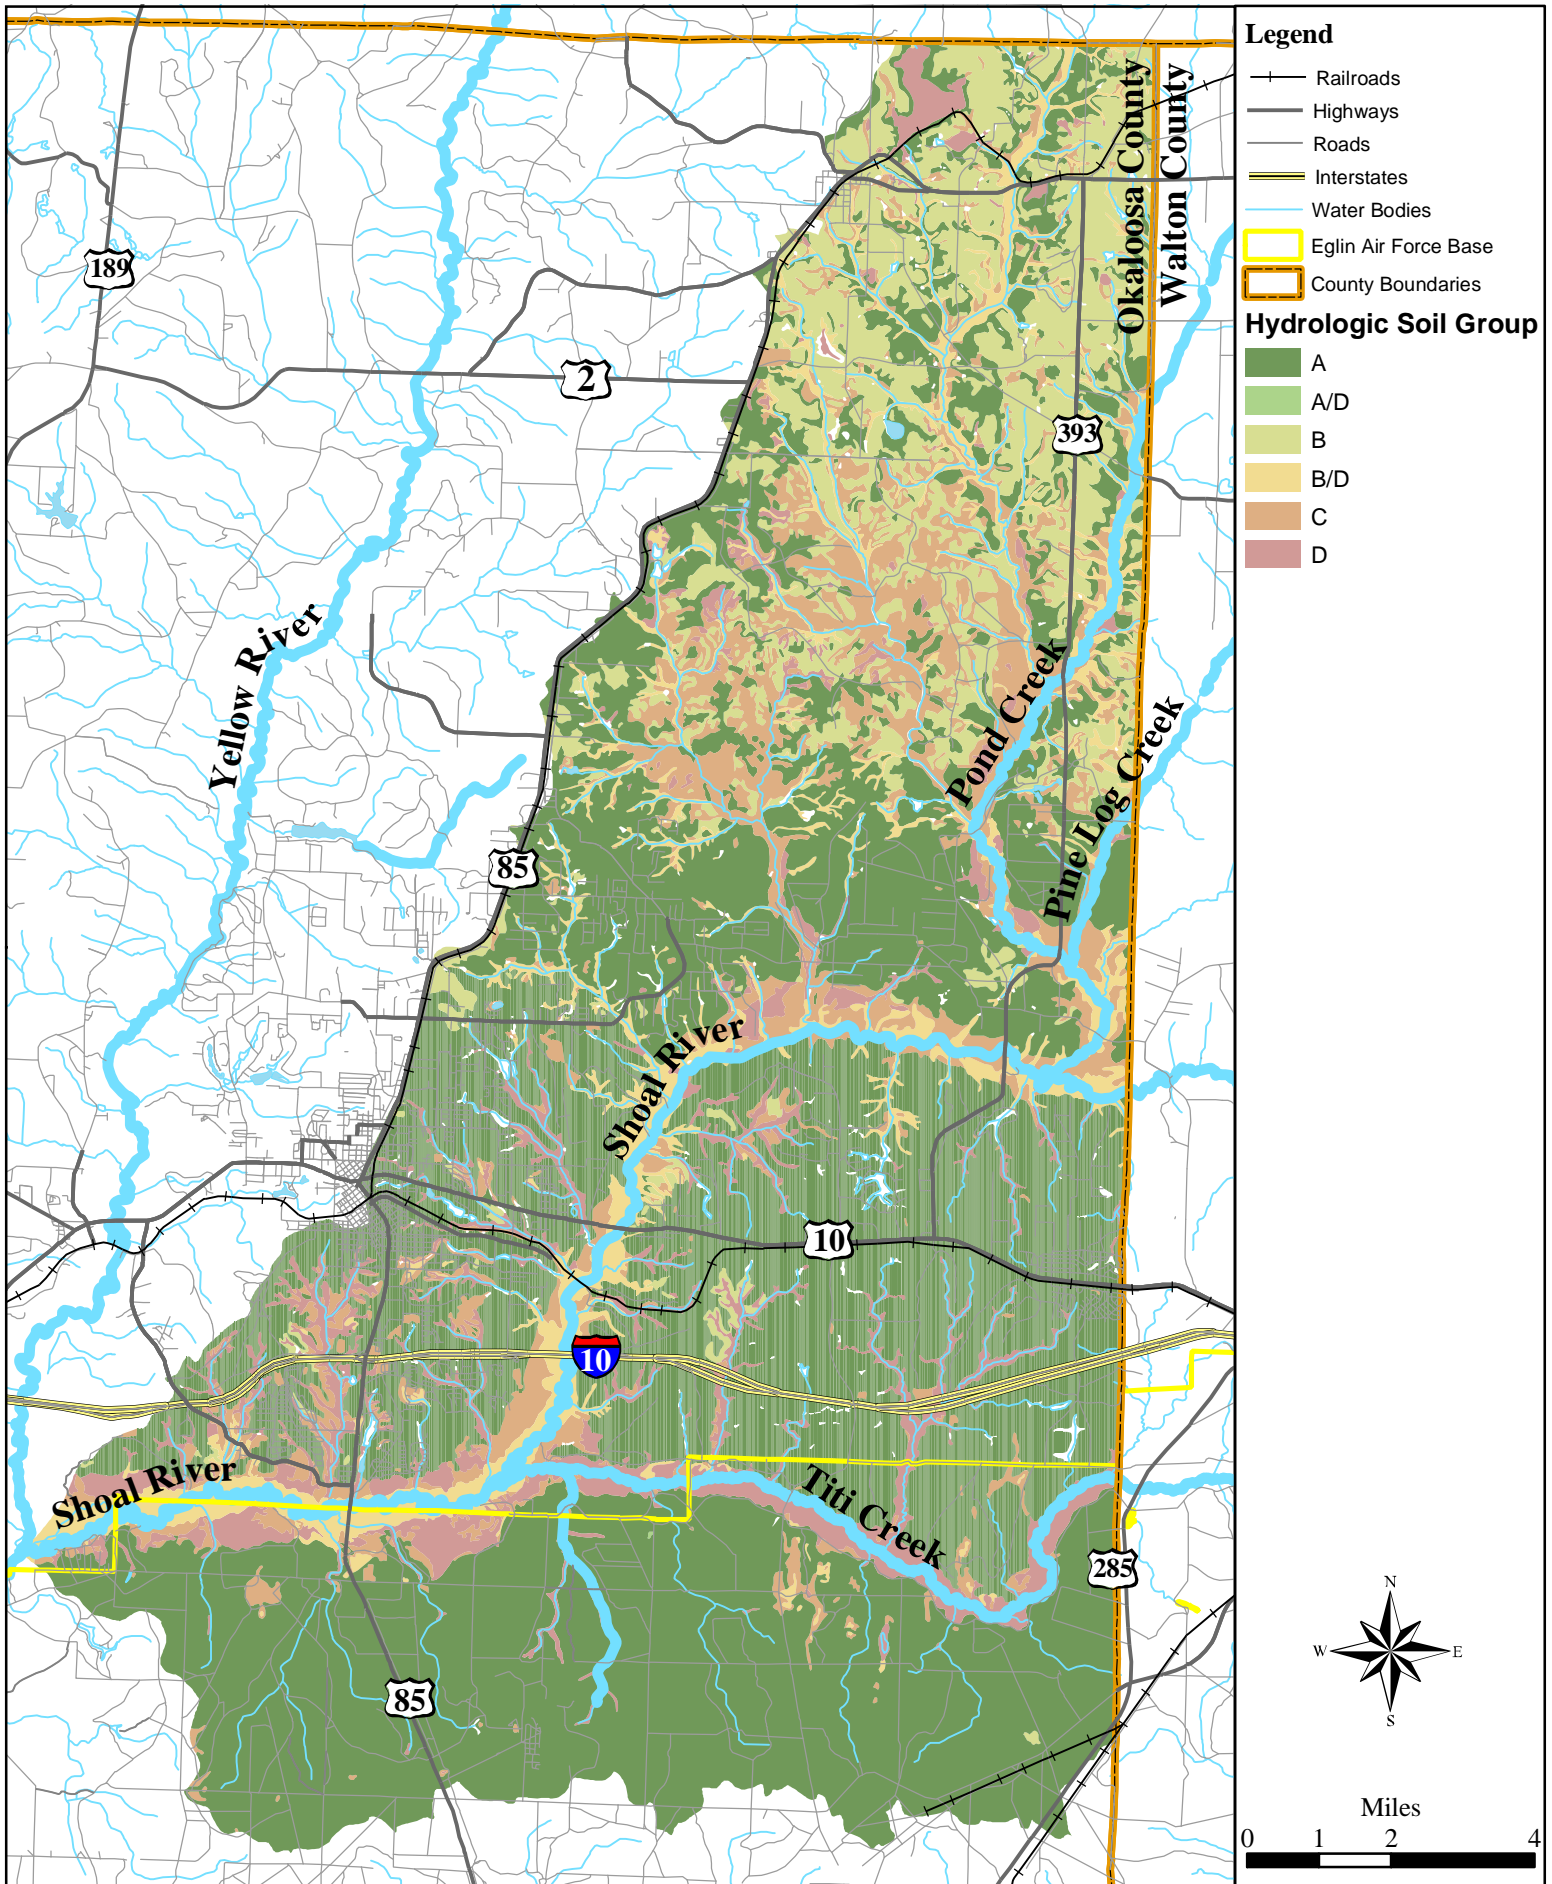 Legend
Railroads
Highways
Roads
Interstates
Water Bodies
Eglin Air Force Base
County Boundaries
Hydrologic Soil Group
A
A/D
B
B/D
C
D
Okaloosa County
Walton County
189
2
393
Yellow River
Pond Creek
Pine Log Creek
85
Shoal River
10
10
Shoal River
Titi Creek
285
85
N
W
E
S
Miles
0 1 2 4